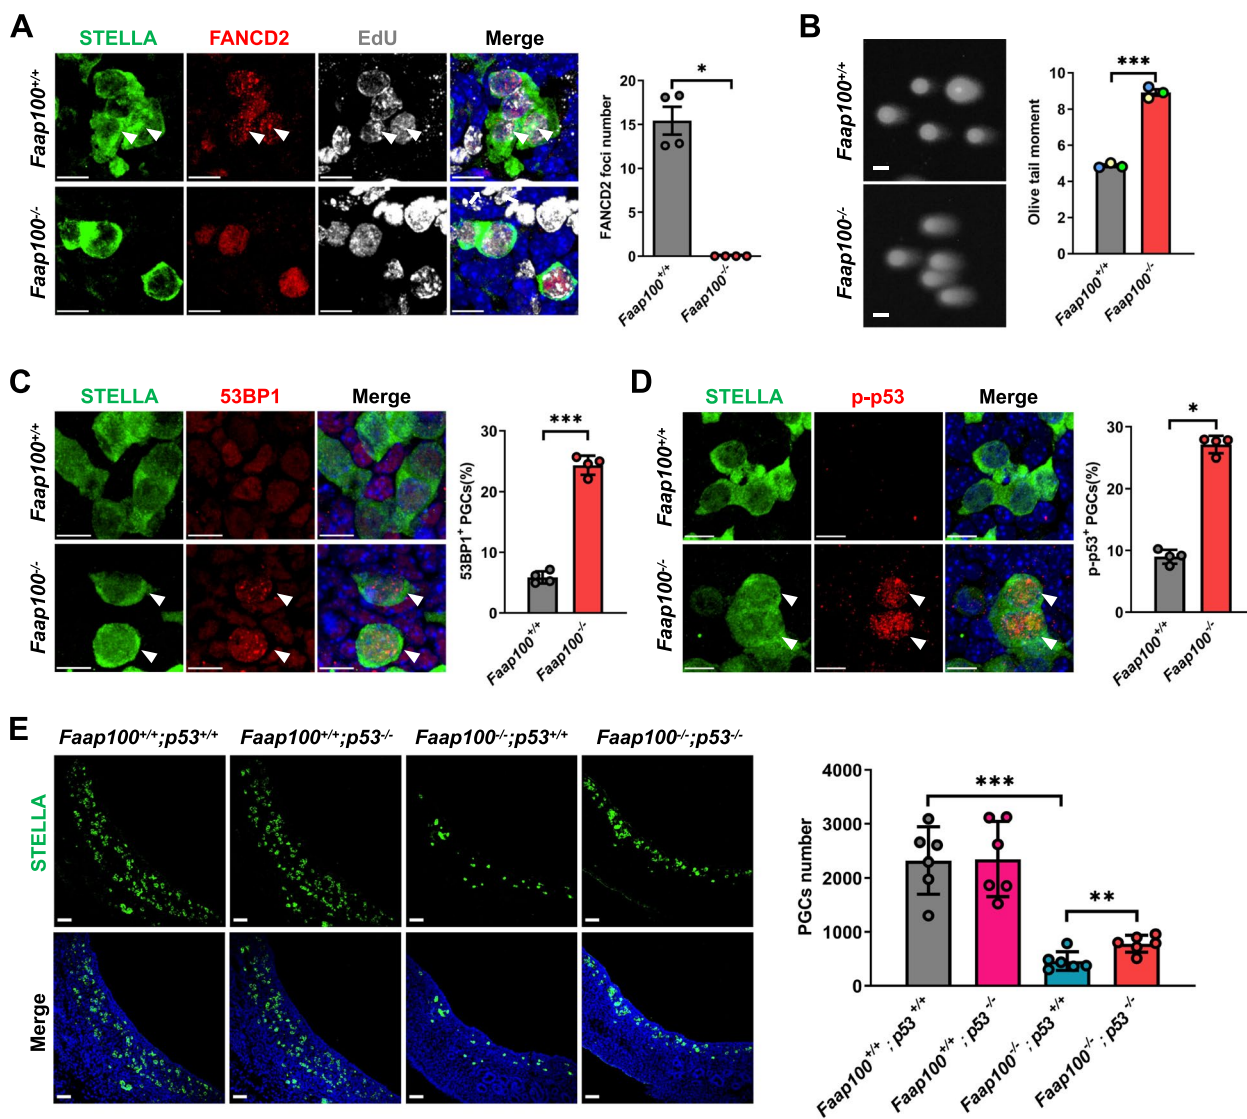 A
STELLA FANCD2 EdU Merge
Faap100+/+
Faap100-/-
20
15
10
5
0
FANCD2 foci number
*
Faap100+/+ Faap100-/-
B
Faap100+/+
Faap100-/-
10
8
6
4
2
0
Olive tail moment
***
Faap100+/+ Faap100-/-
C
STELLA 53BP1 Merge
Faap100+/+
Faap100-/-
30
20
10
0
53BP1+ PGCs(%)
***
Faap100+/+ Faap100-/-
D
STELLA p-p53 Merge
Faap100+/+
Faap100-/-
30
20
10
0
p-p53+ PGCs(%)
*
Faap100+/+ Faap100-/-
E
Faap100+/+;p53+/+ Faap100+/+;p53-/- Faap100-/-;p53+/+ Faap100-/-;p53-/-
STELLA
Merge
4000
3000
2000
1000
0
PGCs number
***
**
Faap100+/+ ; p53+/+
Faap100+/+ ; p53-/-
Faap100-/- ; p53+/+
Faap100-/- ; p53-/-